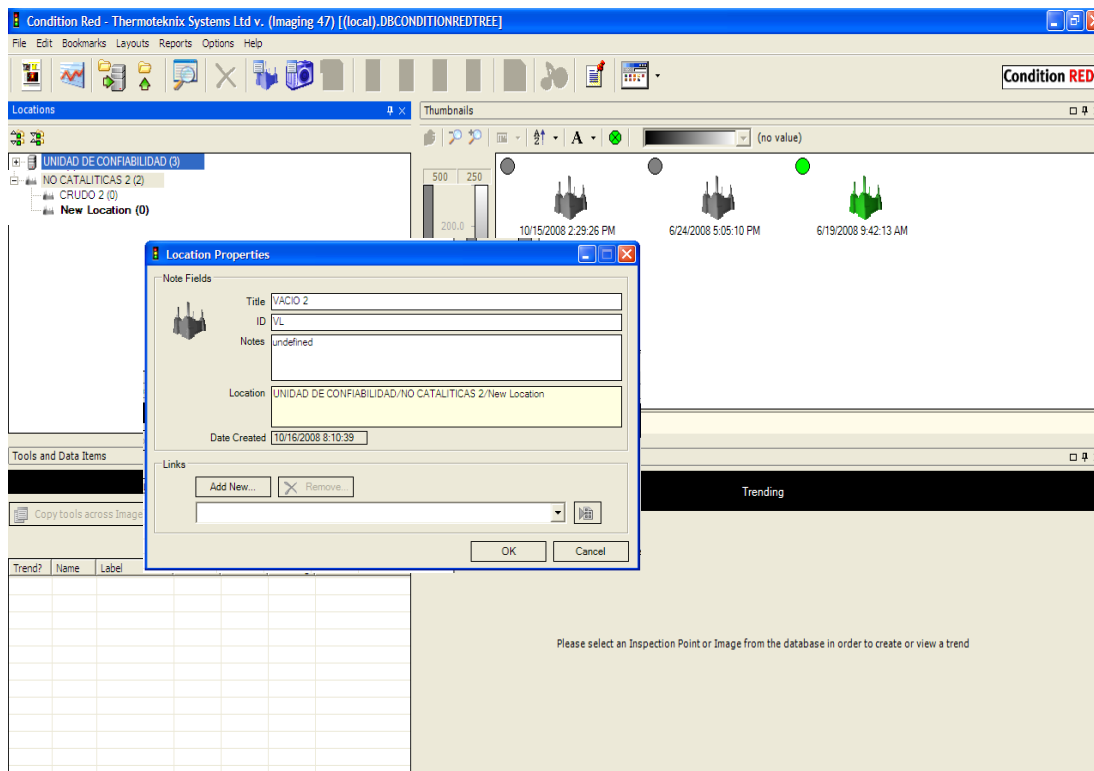 Condition Red - Thermoteknix Systems Ltd v. (Imaging 47) [(local).DBCONDITIONREDTREE]
File Edit Bookmarks Layouts Reports Options Help
Condition RED
Locations
Thumbnails
(no value)
UNIDAD DE CONFIABILIDAD (3)
NO CATALITICAS 2 (2)
CRUDO 2 (0)
New Location (0)
500 250
200.0
10/15/2008 2:29:26 PM
6/24/2008 5:05:10 PM
6/19/2008 9:42:13 AM
Location Properties
Note Fields
Title VACIO 2
ID VL
Notes undefined
Location UNIDAD DE CONFIABILIDAD/NO CATALITICAS 2/New Location
Date Created 10/16/2008 8:10:39
Links
Add New... Remove...
OK Cancel
Tools and Data Items
Copy tools across Image
Trend? Name Label
Trending
Please select an Inspection Point or Image from the database in order to create or view a trend